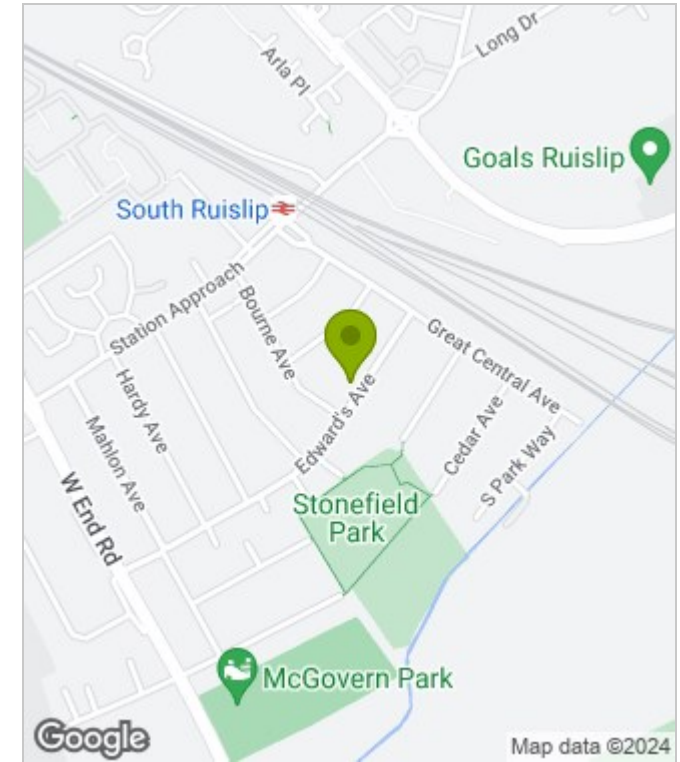 Long Dr
Arla Pl
Goals Ruislip
South Ruislip
Station Approach
Bourne Ave
Great Central Ave
Hardy Ave
Edward's Ave
Cedar Ave
Mahlon Ave
S Park Way
W End Rd
Stonefield
Park
McGovern Park
Google
Map data ©2024